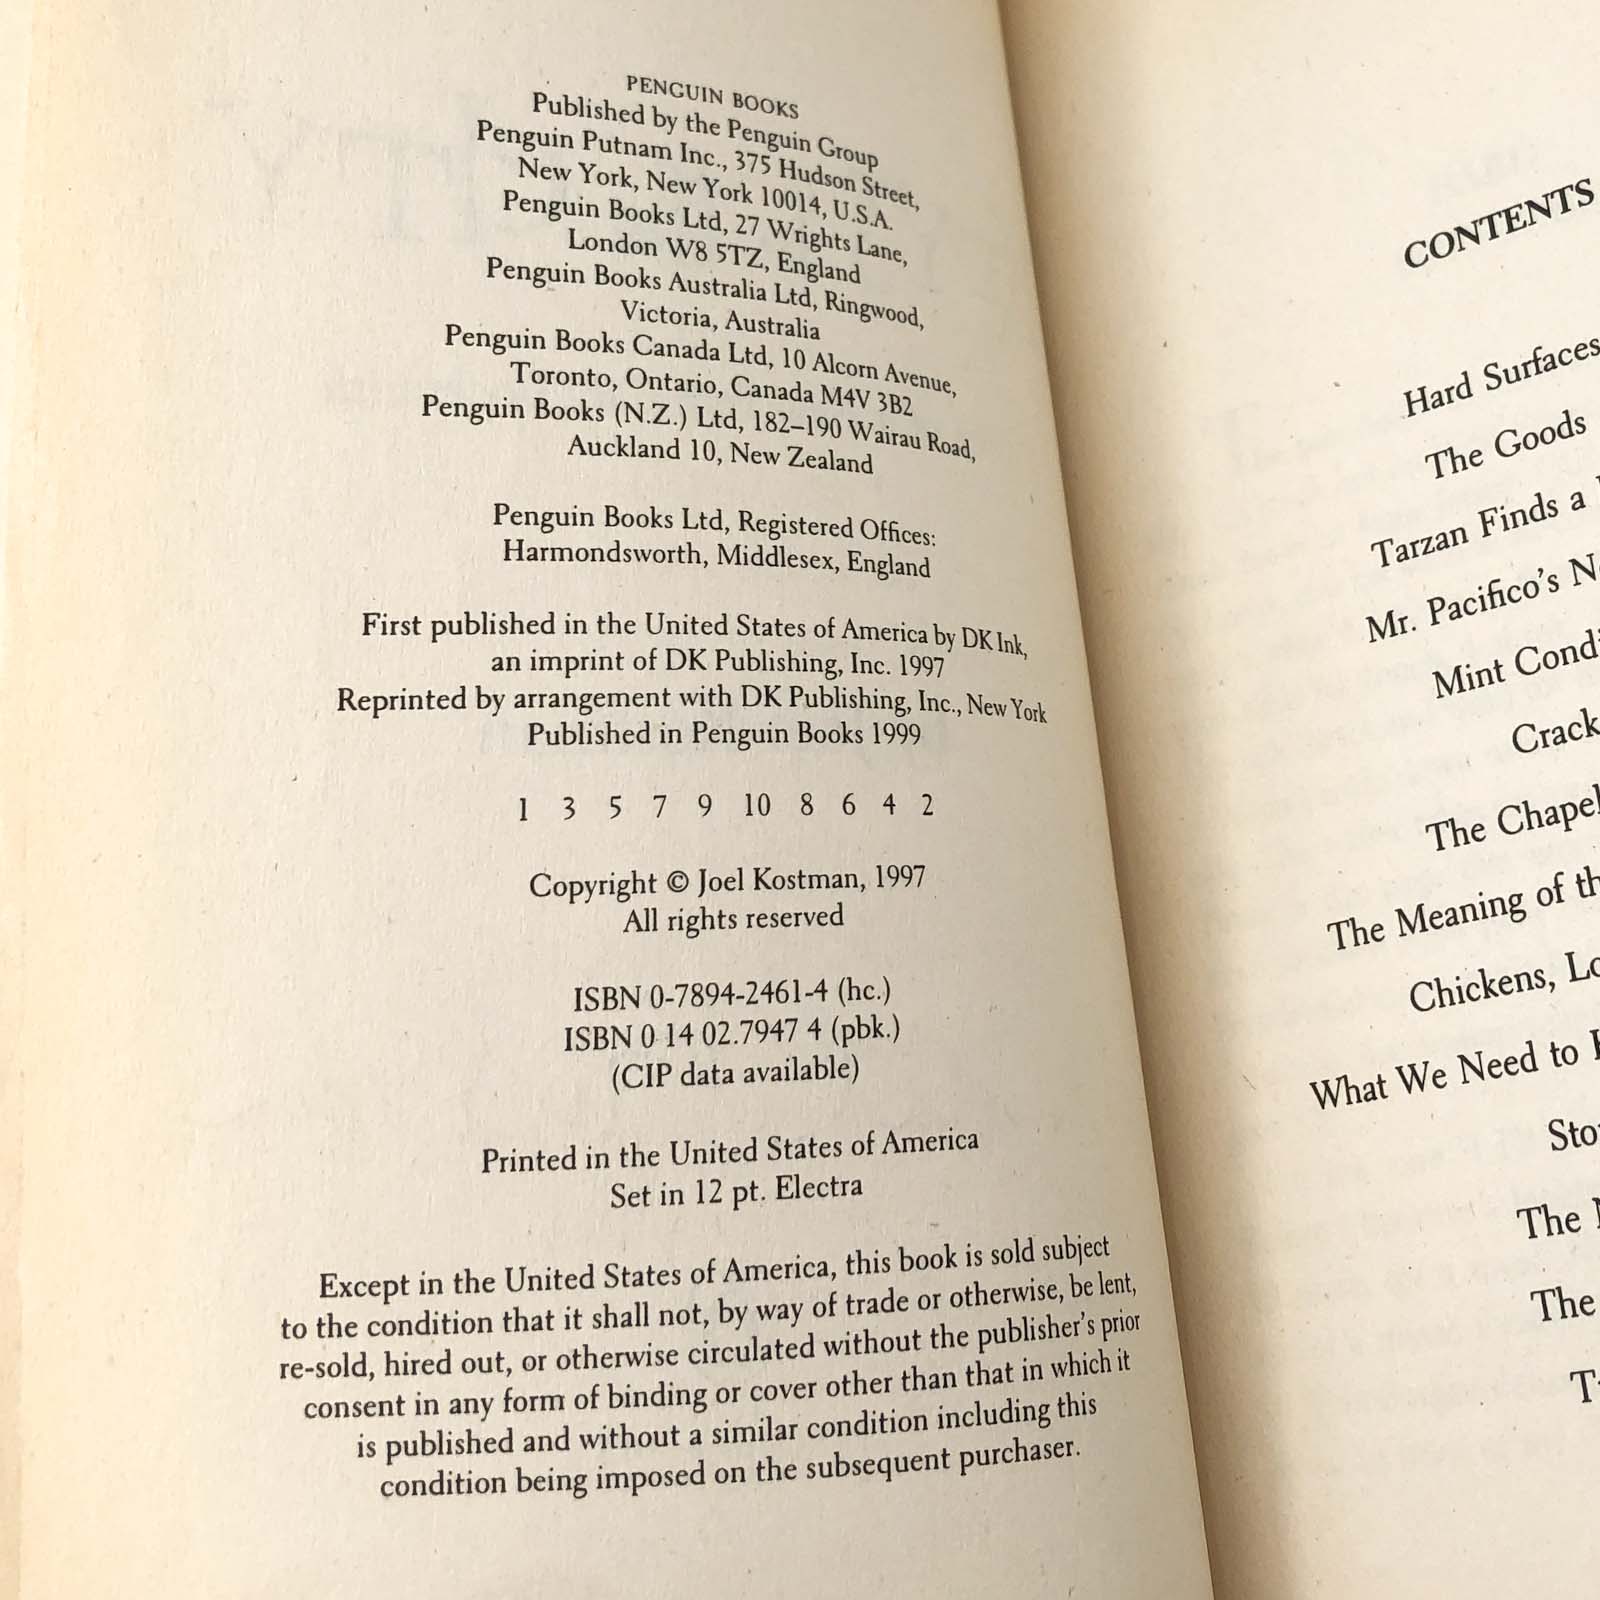 PENGUIN BOOKS
Published by the Penguin Group
Penguin Putnam Inc., 375 Hudson Street,
New York, New York 10014, U.S.A.
Penguin Books Ltd, 27 Wrights Lane,
London W8 5TZ, England
Penguin Books Australia Ltd, Ringwood,
Victoria, Australia
Penguin Books Canada Ltd, 10 Alcorn Avenue,
Toronto, Ontario, Canada M4V 3B2
Penguin Books (N.Z.) Ltd, 182–190 Wairau Road,
Auckland 10, New Zealand
Penguin Books Ltd, Registered Offices:
Harmondsworth, Middlesex, England
First published in the United States of America by DK Ink,
an imprint of DK Publishing, Inc. 1997
Reprinted by arrangement with DK Publishing, Inc., New York
Published in Penguin Books 1999
1 3 5 7 9 10 8 6 4 2
Copyright © Joel Kostman, 1997
All rights reserved
ISBN 0-7894-2461-4 (hc.)
ISBN 0 14 02.7947 4 (pbk.)
(CIP data available)
Printed in the United States of America
Set in 12 pt. Electra
Except in the United States of America, this book is sold subject
to the condition that it shall not, by way of trade or otherwise, be lent,
re-sold, hired out, or otherwise circulated without the publisher's prior
consent in any form of binding or cover other than that in which it
is published and without a similar condition including this
condition being imposed on the subsequent purchaser.
CONTENTS
Hard Surfaces
The Goods
Tarzan Finds a
Mr. Pacifico's
Mint
Crack
The Chapel
The Meaning of
Chickens,
What We Need to
The
The